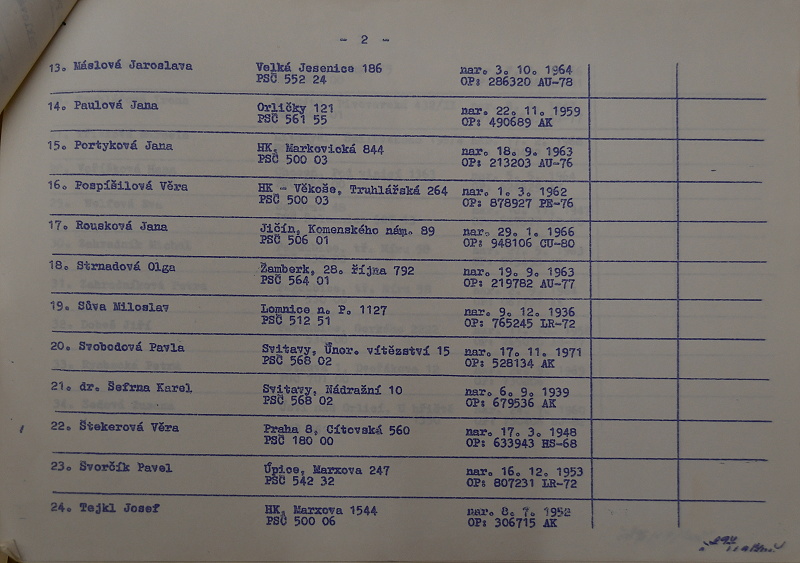 - 2 -
13. Máslová Jaroslava Velká Jesenice 186 nar. 3. 10. 1964
PSČ 552 24 OP: 286320 AU-78
14. Paulová Jana Orličky 121 nar. 22. 11. 1959
PSČ 561 55 OP: 490689 AK
15. Portyková Jana HK, Markovická 844 nar. 18. 9. 1963
PSČ 500 03 OP: 213203 AU-76
16. Pospíšilová Věra HK - Věkoše, Truhlářská 264 nar. 1. 3. 1962
PSČ 500 03 OP: 878927 PE-76
17. Rousková Jana Jičín, Komenského nám. 89 nar. 29. 1. 1966
PSČ 506 01 OP: 948106 CU-80
18. Strnadová Olga Žamberk, 28. října 792 nar. 19. 9. 1963
PSČ 564 01 OP: 219782 AU-77
19. Sůva Miloslav Lomnice n. P. 1127 nar. 9. 12. 1936
PSČ 512 51 OP: 765245 LR-72
20. Svobodová Pavla Svitavy, Únor. vítězství 15 nar. 17. 11. 1971
PSČ 568 02 OP: 528134 AK
21. dr. Šefrna Karel Svitavy, Nádražní 10 nar. 6. 9. 1939
PSČ 568 02 OP: 679536 AK
22. Štekerová Věra Praha 8, Cítovská 560 nar. 17. 3. 1948
PSČ 180 00 OP: 633943 HS-68
23. Švorčík Pavel Úpice, Marxova 247 nar. 16. 12. 1953
PSČ 542 32 OP: 807231 LR-72
24. Tejkl Josef HK, Marxova 1544 nar. 8. 7. 1952
PSČ 500 06 OP: 306715 AK